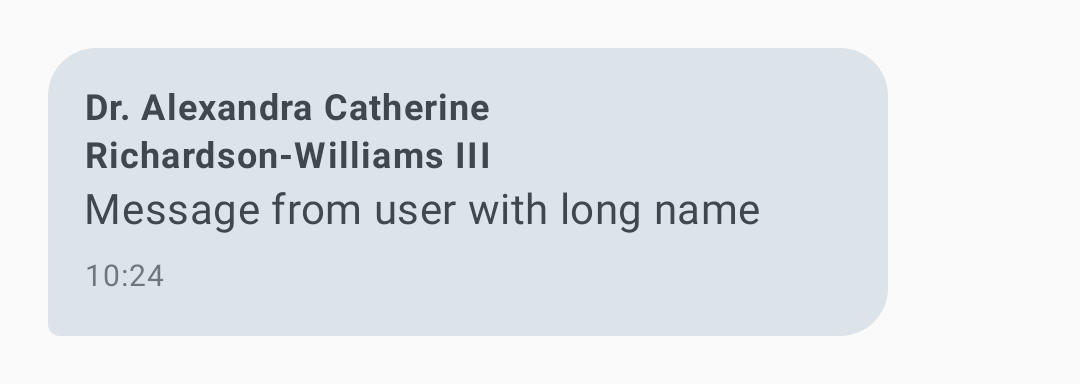 Dr. Alexandra Catherine
Richardson-Williams III
Message from user with long name
10:24